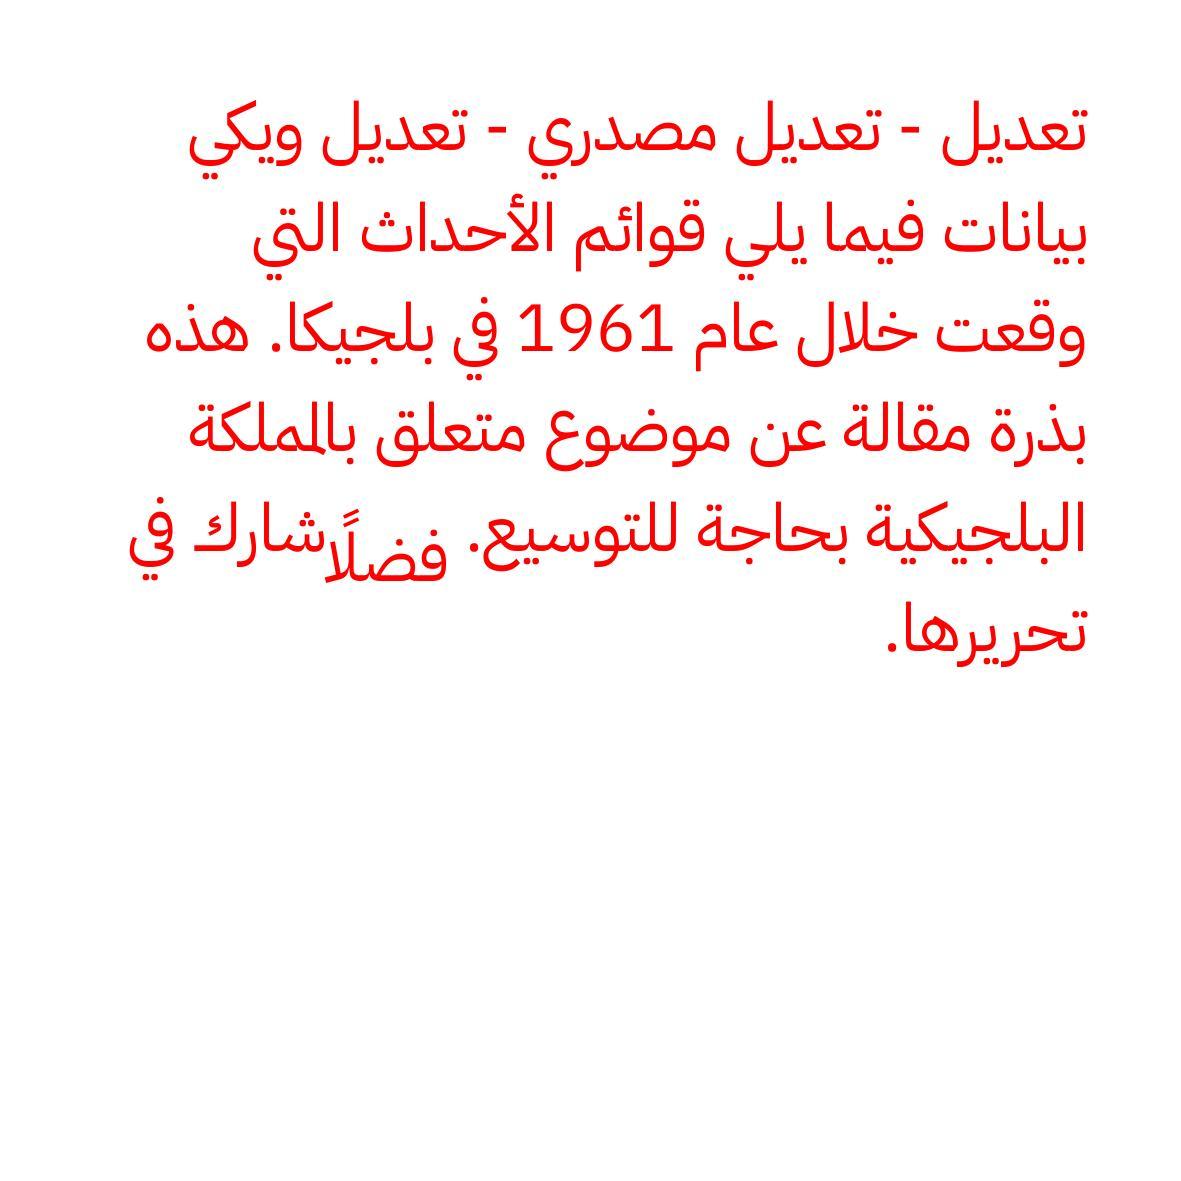 تعديل - تعديل مصدري - تعديل ويكي
بيانات فيما يلي قوائم الأحداث التي
وقعت خلال عام 1961 في بلجيكا. هذه
بذرة مقالة عن موضوع متعلق بالمملكة
البلجيكية بحاجة للتوسيع. فضلًا شارك في
تحريرها.